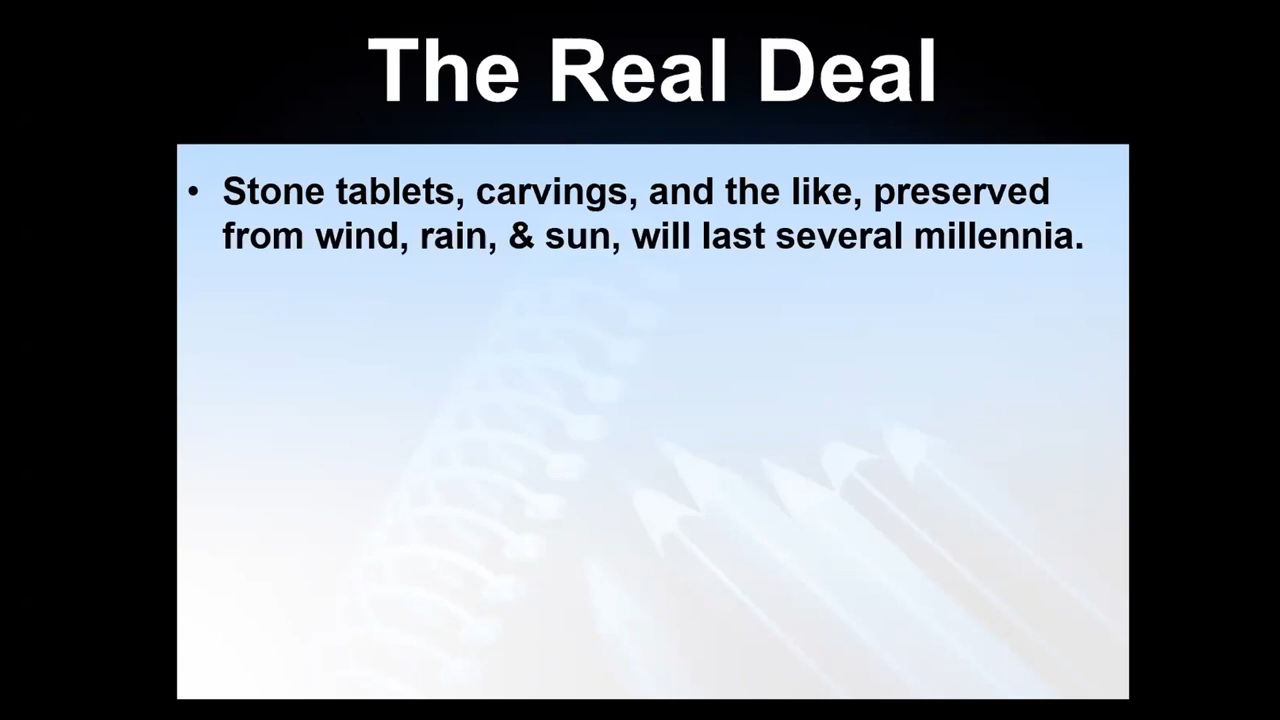 The Real Deal
• Stone tablets, carvings, and the like, preserved
from wind, rain, & sun, will last several millennia.